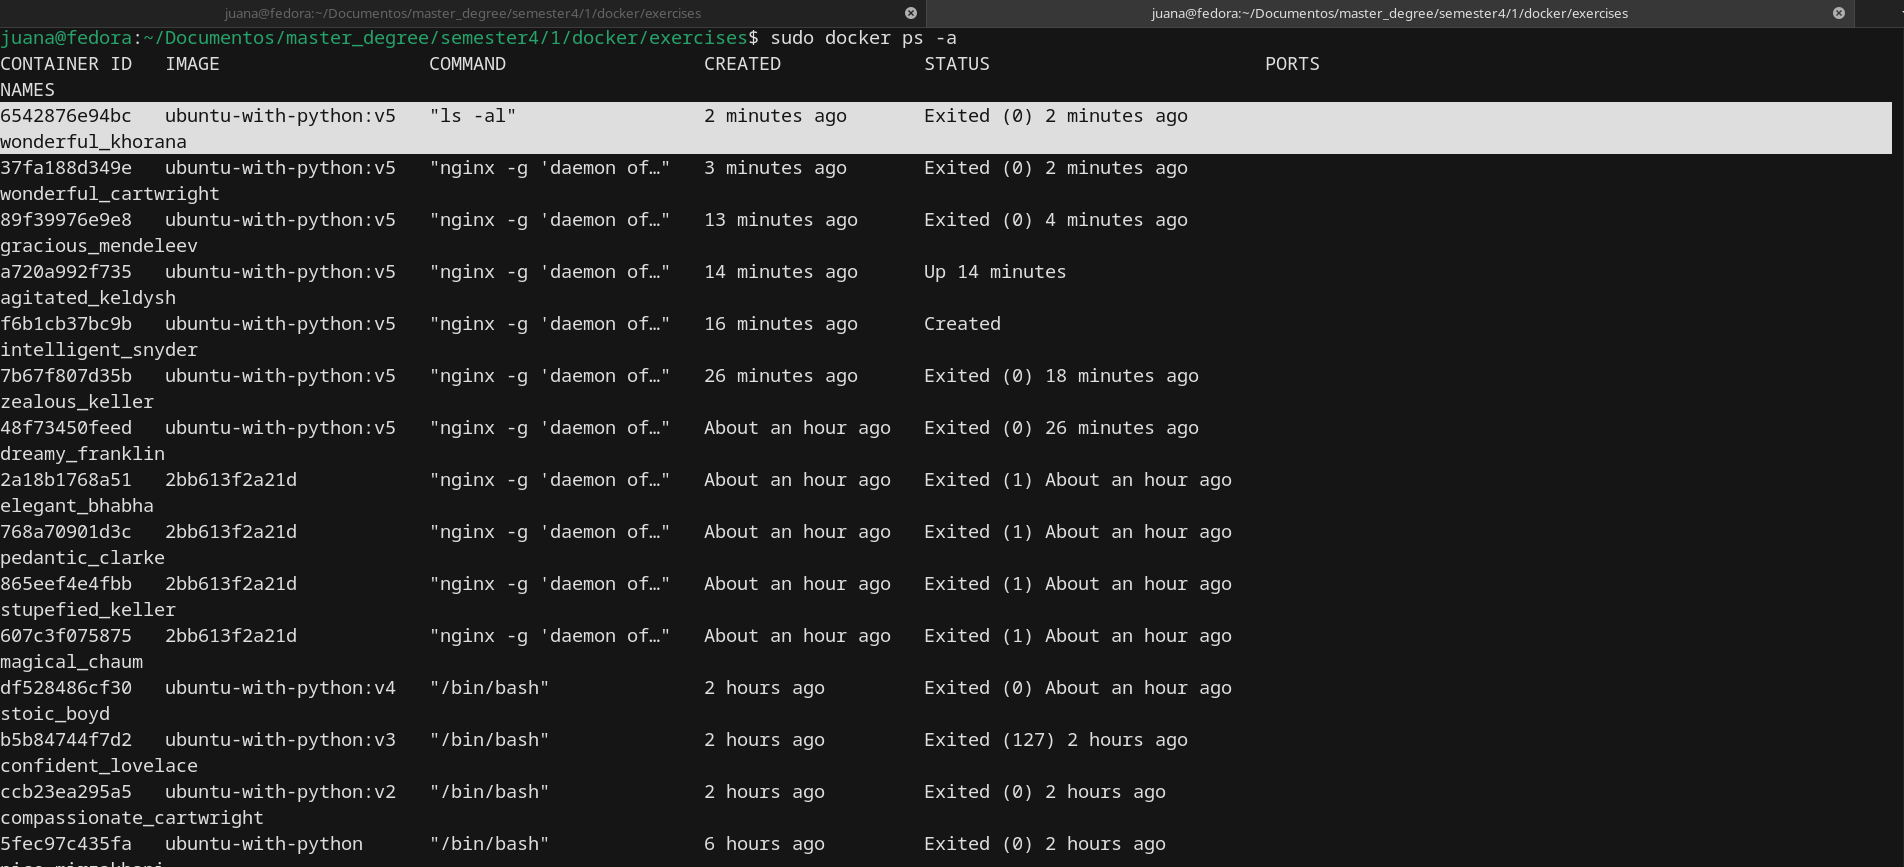 juana@fedora:~/Documentos/master_degree/semester4/1/docker/exercises juana@fedora:~/Documentos/master_degree/semester4/1/docker/exercises
juana@fedora:~/Documentos/master_degree/semester4/1/docker/exercises$ sudo docker ps -a
CONTAINER ID IMAGE COMMAND CREATED STATUS PORTS
NAMES
6542876e94bc ubuntu-with-python:v5 "ls -al" 2 minutes ago Exited (0) 2 minutes ago
wonderful_khorana
37fa188d349e ubuntu-with-python:v5 "nginx -g 'daemon of…" 3 minutes ago Exited (0) 2 minutes ago
wonderful_cartwright
89f39976e9e8 ubuntu-with-python:v5 "nginx -g 'daemon of…" 13 minutes ago Exited (0) 4 minutes ago
gracious_mendeleev
a720a992f735 ubuntu-with-python:v5 "nginx -g 'daemon of…" 14 minutes ago Up 14 minutes
agitated_keldysh
f6b1cb37bc9b ubuntu-with-python:v5 "nginx -g 'daemon of…" 16 minutes ago Created
intelligent_snyder
7b67f807d35b ubuntu-with-python:v5 "nginx -g 'daemon of…" 26 minutes ago Exited (0) 18 minutes ago
zealous_keller
48f73450feed ubuntu-with-python:v5 "nginx -g 'daemon of…" About an hour ago Exited (0) 26 minutes ago
dreamy_franklin
2a18b1768a51 2bb613f2a21d "nginx -g 'daemon of…" About an hour ago Exited (1) About an hour ago
elegant_bhabha
768a70901d3c 2bb613f2a21d "nginx -g 'daemon of…" About an hour ago Exited (1) About an hour ago
pedantic_clarke
865eef4e4fbb 2bb613f2a21d "nginx -g 'daemon of…" About an hour ago Exited (1) About an hour ago
stupefied_keller
607c3f075875 2bb613f2a21d "nginx -g 'daemon of…" About an hour ago Exited (1) About an hour ago
magical_chaum
df528486cf30 ubuntu-with-python:v4 "/bin/bash" 2 hours ago Exited (0) About an hour ago
stoic_boyd
b5b84744f7d2 ubuntu-with-python:v3 "/bin/bash" 2 hours ago Exited (127) 2 hours ago
confident_lovelace
ccb23ea295a5 ubuntu-with-python:v2 "/bin/bash" 2 hours ago Exited (0) 2 hours ago
compassionate_cartwright
5fec97c435fa ubuntu-with-python "/bin/bash" 6 hours ago Exited (0) 2 hours ago